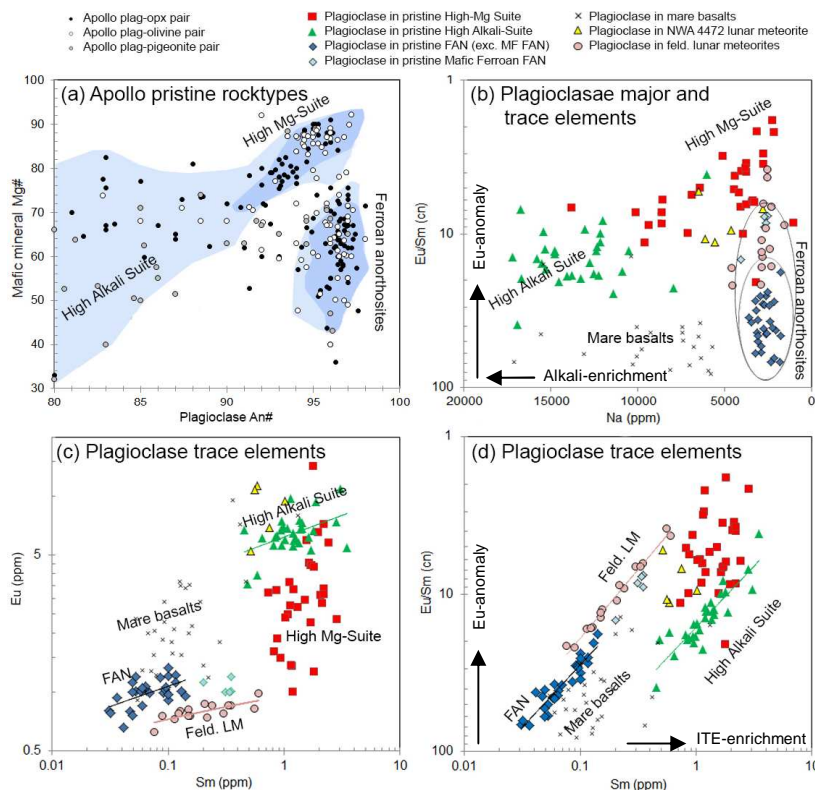 Apollo plag-opx pair
Apollo plag-olivine pair
Apollo plag-pigeonite pair
Plagioclase in pristine High-Mg Suite
Plagioclase in pristine High Alkali-Suite
Plagioclase in pristine FAN (exc. MF FAN)
Plagioclase in pristine Mafic Ferroan FAN
Plagioclase in mare basalts
Plagioclase in NWA 4472 lunar meteorite
Plagioclase in feld. lunar meteorites
(a) Apollo pristine rocktypes
High Mg-Suite
High Alkali Suite
Ferroan anorthosites
Mafic mineral Mg#
100
90
80
70
60
50
40
30
80
85
90
95
100
Plagioclase An#
(b) Plagioclasae major and
trace elements
High Mg-Suite
High Alkali Suite
Mare basalts
Ferroan anorthosites
Eu-anomaly
Alkali-enrichment
Eu/Sm (cn)
1
10
100
20000
15000
10000
5000
0
Na (ppm)
(c) Plagioclase trace elements
High Alkali Suite
Mare basalts
High Mg-Suite
FAN
Feld. LM
Eu (ppm)
5
0.5
0.01
0.1
1
10
Sm (ppm)
(d) Plagioclase trace elements
Feld. LM
FAN
Mare basalts
High Alkali Suite
Eu-anomaly
ITE-enrichment
Eu/Sm (cn)
1
10
100
0.01
0.1
1
10
Sm (ppm)